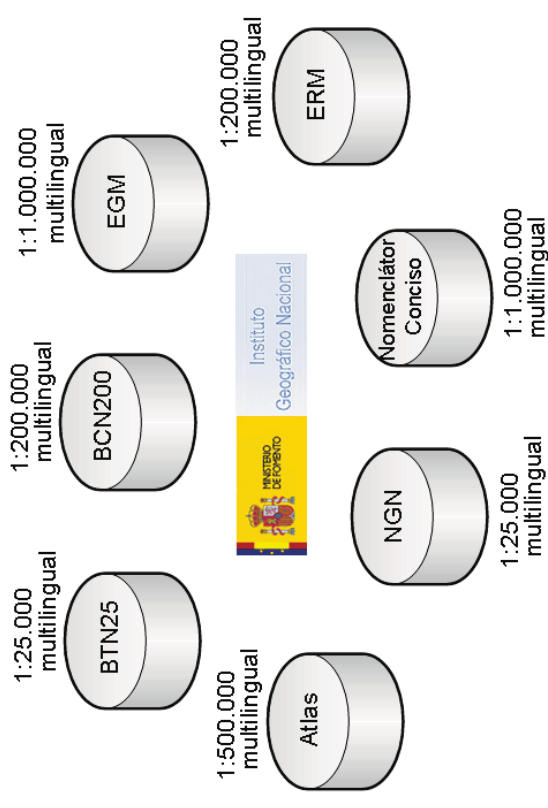 1:25.000
multilingual
BTN25
1:200.000
multilingual
BCN200
1:1.000.000
multilingual
EGM
1:500.000
multilingual
Atlas
MINISTERIO
DE FOMENTO
Instituto
Geográfico Nacional
1:200.000
multilingual
ERM
NGN
1:25.000
multilingual
Nomenclátor
Conciso
1:1.000.000
multilingual